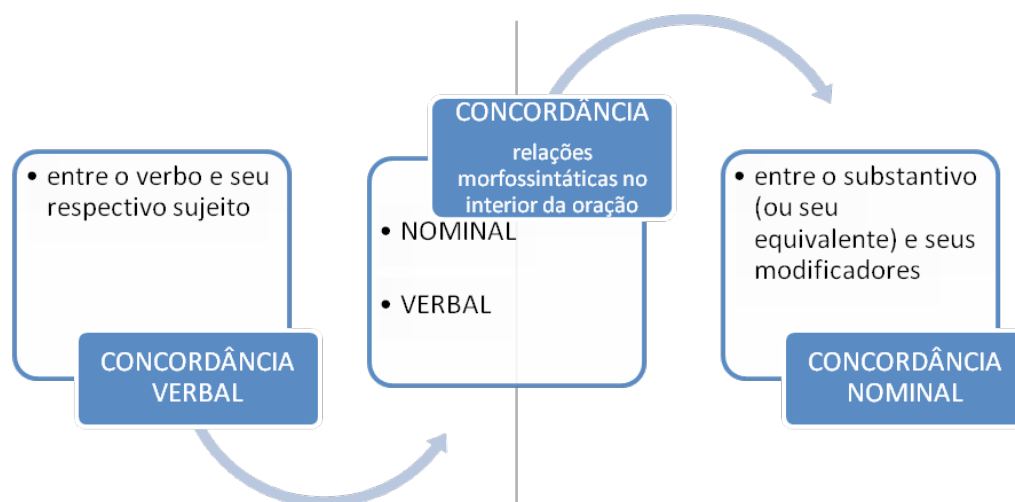 • entre o verbo e seu
respectivo sujeito
CONCORDÂNCIA
VERBAL
CONCORDÂNCIA
relações
morfossintáticas no
interior da oração
• NOMINAL
• VERBAL
• entre o substantivo
(ou seu
equivalente) e seus
modificadores
CONCORDÂNCIA
NOMINAL